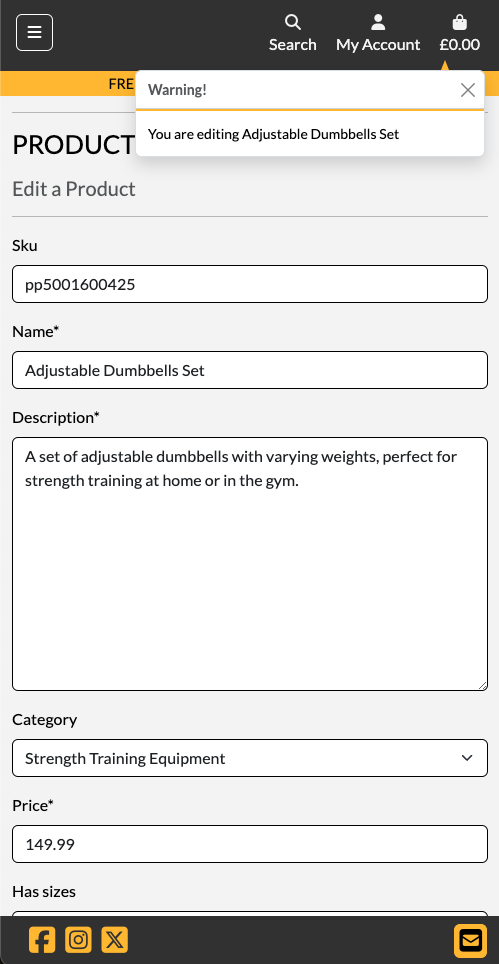 Search
My Account
£0.00
FRE
Warning!
You are editing Adjustable Dumbbells Set
PRODUCT
Edit a Product
Sku
pp5001600425
Name*
Adjustable Dumbbells Set
Description*
A set of adjustable dumbbells with varying weights, perfect for
strength training at home or in the gym.
Category
Strength Training Equipment
Price*
149.99
Has sizes